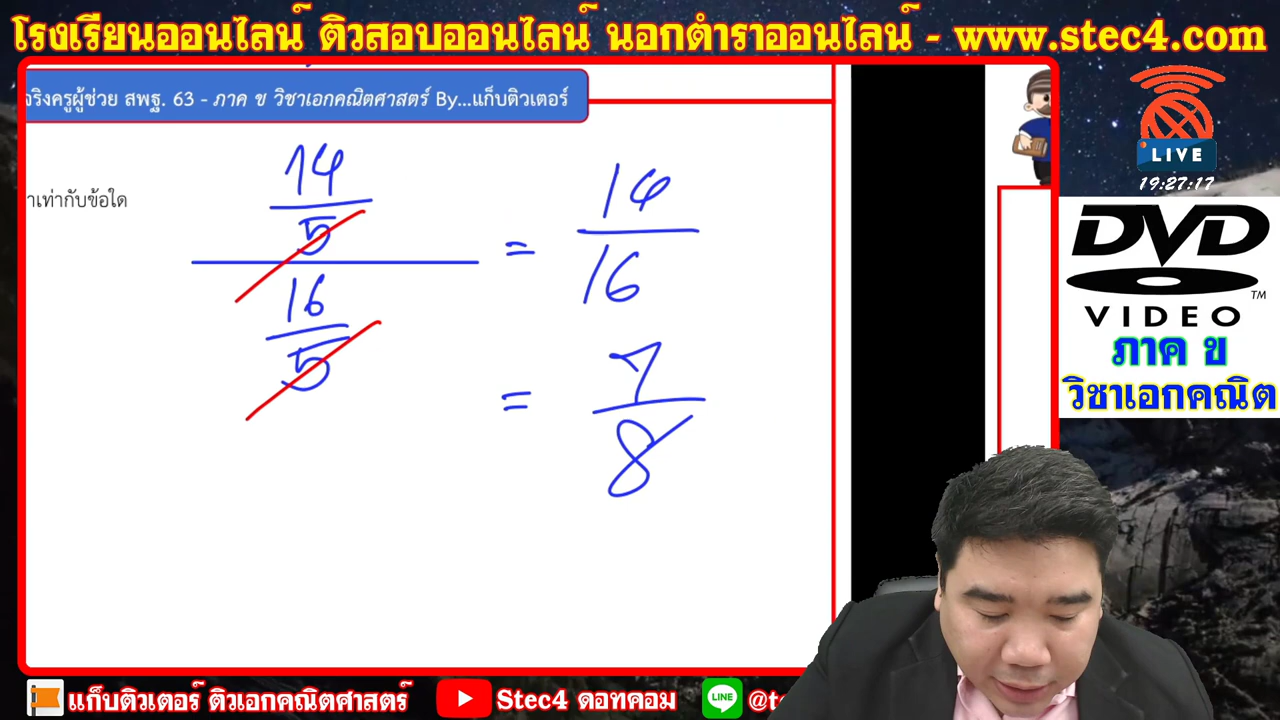 โรงเรียนออนไลน์ ติวสอบออนไลน์ นอกตำราออนไลน์ - www.stec4.com
จริงครูผู้ช่วย สพฐ. 63 - ภาค ข วิชาเอกคณิตศาสตร์ By...แก็บติวเตอร์
าเท่ากับข้อใด
14
5
16
5
=
14
16
=
7
8
LIVE
19:27:17
DVD
TM
VIDEO
ภาค ข
วิชาเอกคณิต
แก็บติวเตอร์ ติวเอกคณิตศาสตร์
Stec4 ดอทคอม
LINE